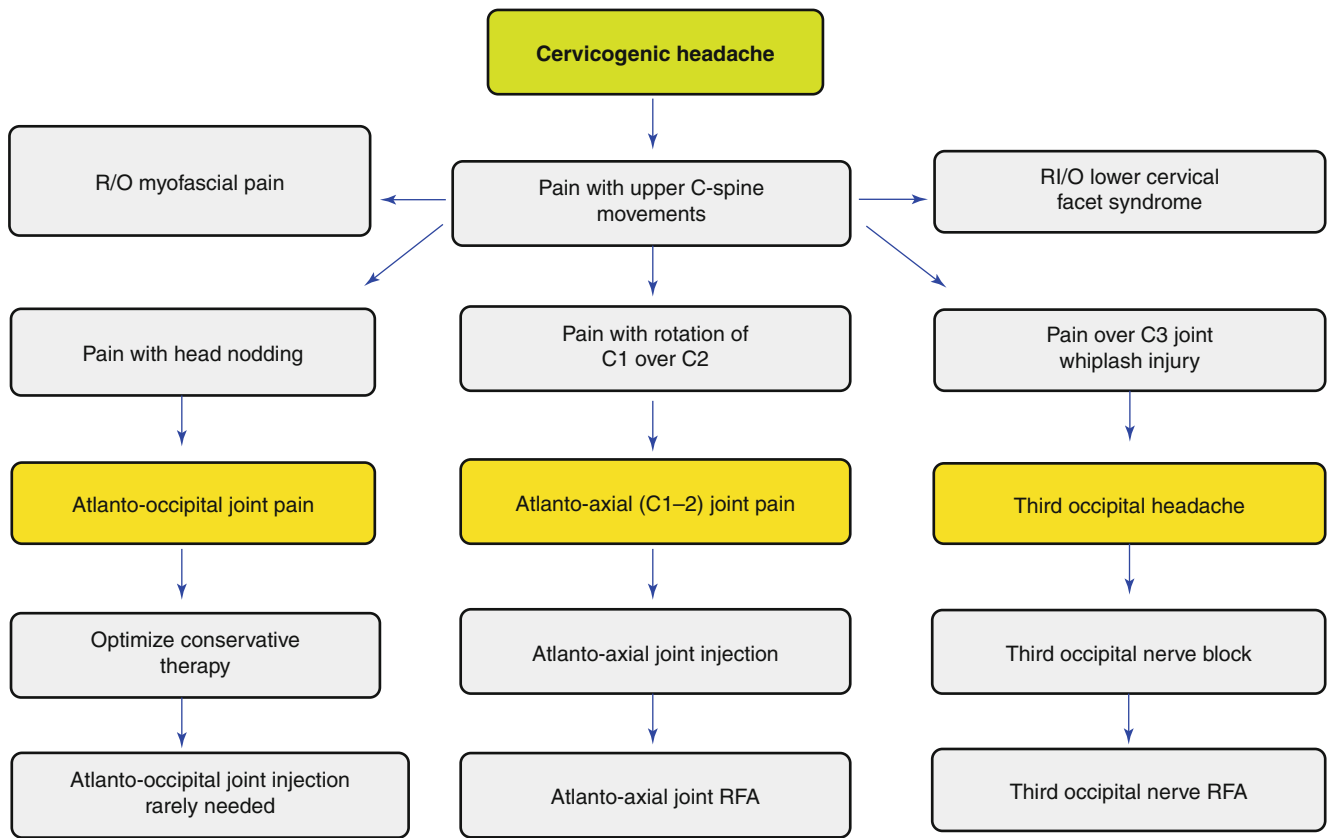 Cervicogenic headache
R/O myofascial pain
Pain with upper C-spine
movements
RI/O lower cervical
facet syndrome
Pain with head nodding
Pain with rotation of
C1 over C2
Pain over C3 joint
whiplash injury
Atlanto-occipital joint pain
Atlanto-axial (C1–2) joint pain
Third occipital headache
Optimize conservative
therapy
Atlanto-axial joint injection
Third occipital nerve block
Atlanto-occipital joint injection
rarely needed
Atlanto-axial joint RFA
Third occipital nerve RFA